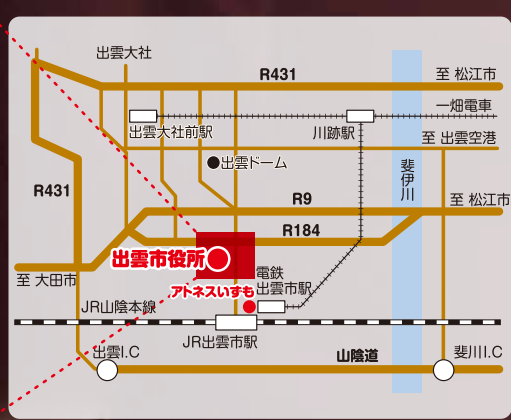 出雲大社
R431
至 松江市
一畑電車
出雲大社前駅
川跡駅
至 出雲空港
出雲ドーム
斐伊川
R431
R9
至 松江市
R184
出雲市役所
至 大田市
電鉄
出雲市駅
アトネスいずも
JR山陰本線
JR出雲市駅
出雲I.C
山陰道
斐川I.C